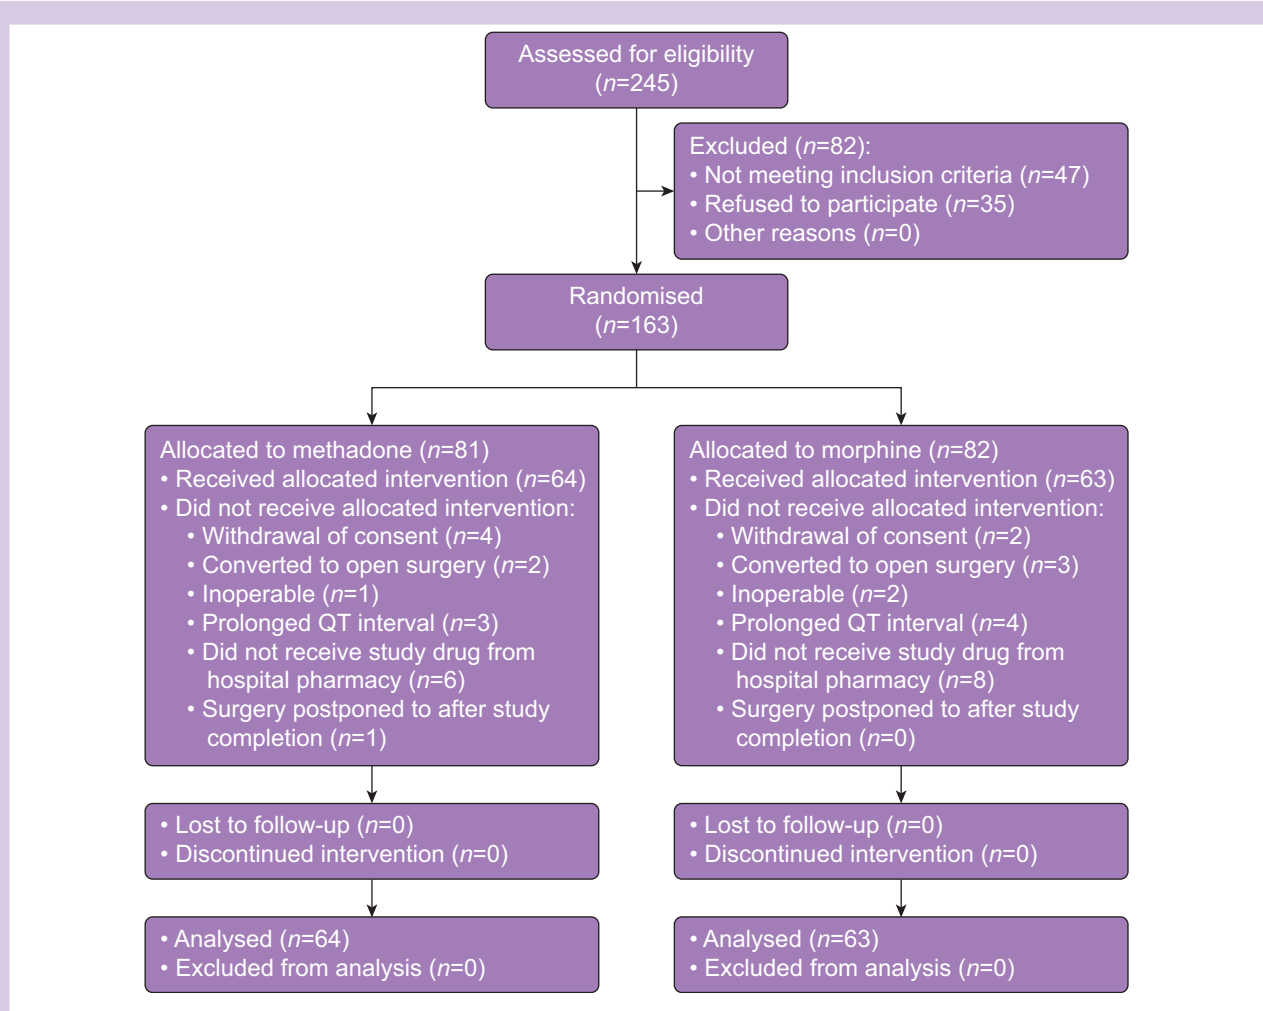 Assessed for eligibility
(n=245)
Excluded (n=82):
• Not meeting inclusion criteria (n=47)
• Refused to participate (n=35)
• Other reasons (n=0)
Randomised
(n=163)
Allocated to methadone (n=81)
• Received allocated intervention (n=64)
• Did not receive allocated intervention:
• Withdrawal of consent (n=4)
• Converted to open surgery (n=2)
• Inoperable (n=1)
• Prolonged QT interval (n=3)
• Did not receive study drug from
hospital pharmacy (n=6)
• Surgery postponed to after study
completion (n=1)
Allocated to morphine (n=82)
• Received allocated intervention (n=63)
• Did not receive allocated intervention:
• Withdrawal of consent (n=2)
• Converted to open surgery (n=3)
• Inoperable (n=2)
• Prolonged QT interval (n=4)
• Did not receive study drug from
hospital pharmacy (n=8)
• Surgery postponed to after study
completion (n=0)
• Lost to follow-up (n=0)
• Discontinued intervention (n=0)
• Lost to follow-up (n=0)
• Discontinued intervention (n=0)
• Analysed (n=64)
• Excluded from analysis (n=0)
• Analysed (n=63)
• Excluded from analysis (n=0)